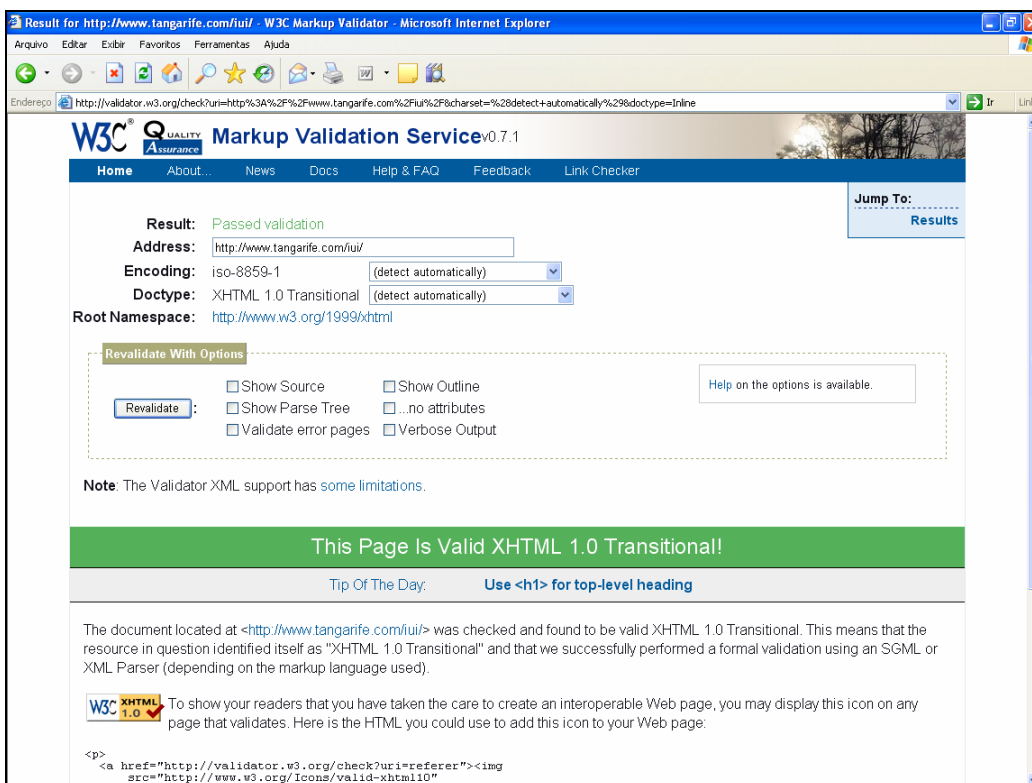 Result for http://www.tangarife.com/iui/ - W3C Markup Validator - Microsoft Internet Explorer
Arquivo Editar Exibir Favoritos Ferramentas Ajuda
Endereço http://validator.w3.org/check?uri=http%3A%2F%2Fwww.tangarife.com%2Fiui%2F&charset=%28detect+automatically%29&doctype=Inline Ir
W3C® QUALITY Assurance Markup Validation Service v0.7.1
Home About... News Docs Help & FAQ Feedback Link Checker
Jump To:
Results
Result: Passed validation
Address: http://www.tangarife.com/iui/
Encoding: iso-8859-1 (detect automatically)
Doctype: XHTML 1.0 Transitional (detect automatically)
Root Namespace: http://www.w3.org/1999/xhtml
Revalidate With Options
Show Source Show Outline
Revalidate : Show Parse Tree ...no attributes
Validate error pages Verbose Output
Help on the options is available.
Note: The Validator XML support has some limitations.
This Page Is Valid XHTML 1.0 Transitional!
Tip Of The Day: Use <h1> for top-level heading
The document located at <http://www.tangarife.com/iui/> was checked and found to be valid XHTML 1.0 Transitional. This means that the
resource in question identified itself as "XHTML 1.0 Transitional" and that we successfully performed a formal validation using an SGML or
XML Parser (depending on the markup language used).
W3C XHTML 1.0 To show your readers that you have taken the care to create an interoperable Web page, you may display this icon on any
page that validates. Here is the HTML you could use to add this icon to your Web page:
<p>
<a href="http://validator.w3.org/check?uri=referer"><img
src="http://www.w3.org/Icons/valid-xhtml10"